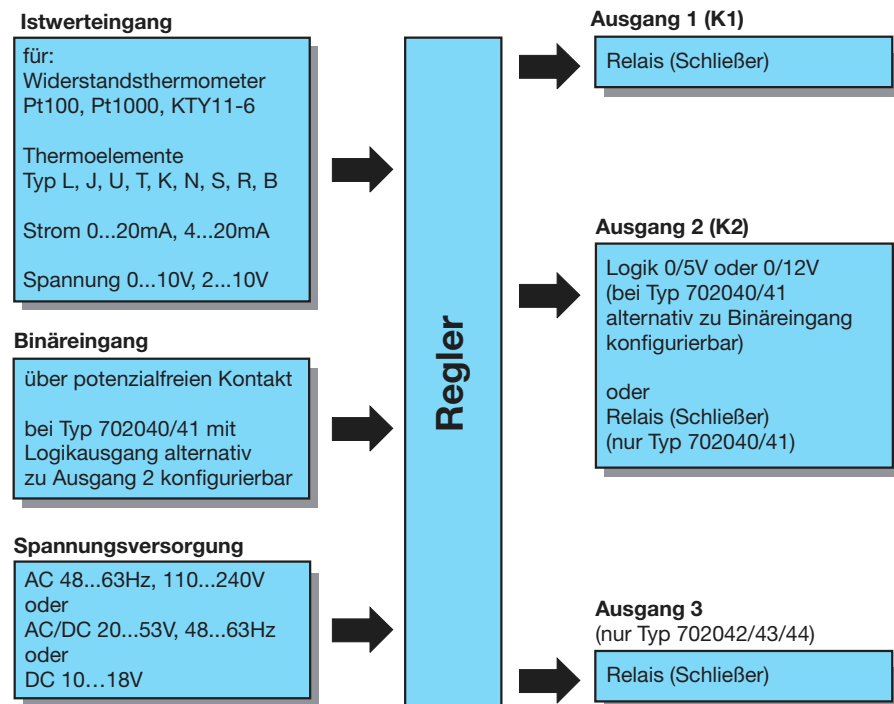 Istwerteingang
für:
Widerstandsthermometer
Pt100, Pt1000, KTY11-6
Thermoelemente
Typ L, J, U, T, K, N, S, R, B
Strom 0...20mA, 4...20mA
Spannung 0...10V, 2...10V
Binäreingang
über potenzialfreien Kontakt
bei Typ 702040/41 mit
Logikausgang alternativ
zu Ausgang 2 konfigurierbar
Spannungsversorgung
AC 48...63Hz, 110...240V
oder
AC/DC 20...53V, 48...63Hz
oder
DC 10...18V
Regler
Ausgang 1 (K1)
Relais (Schließer)
Ausgang 2 (K2)
Logik 0/5V oder 0/12V
(bei Typ 702040/41
alternativ zu Binäreingang
konfigurierbar)
oder
Relais (Schließer)
(nur Typ 702040/41)
Ausgang 3
(nur Typ 702042/43/44)
Relais (Schließer)